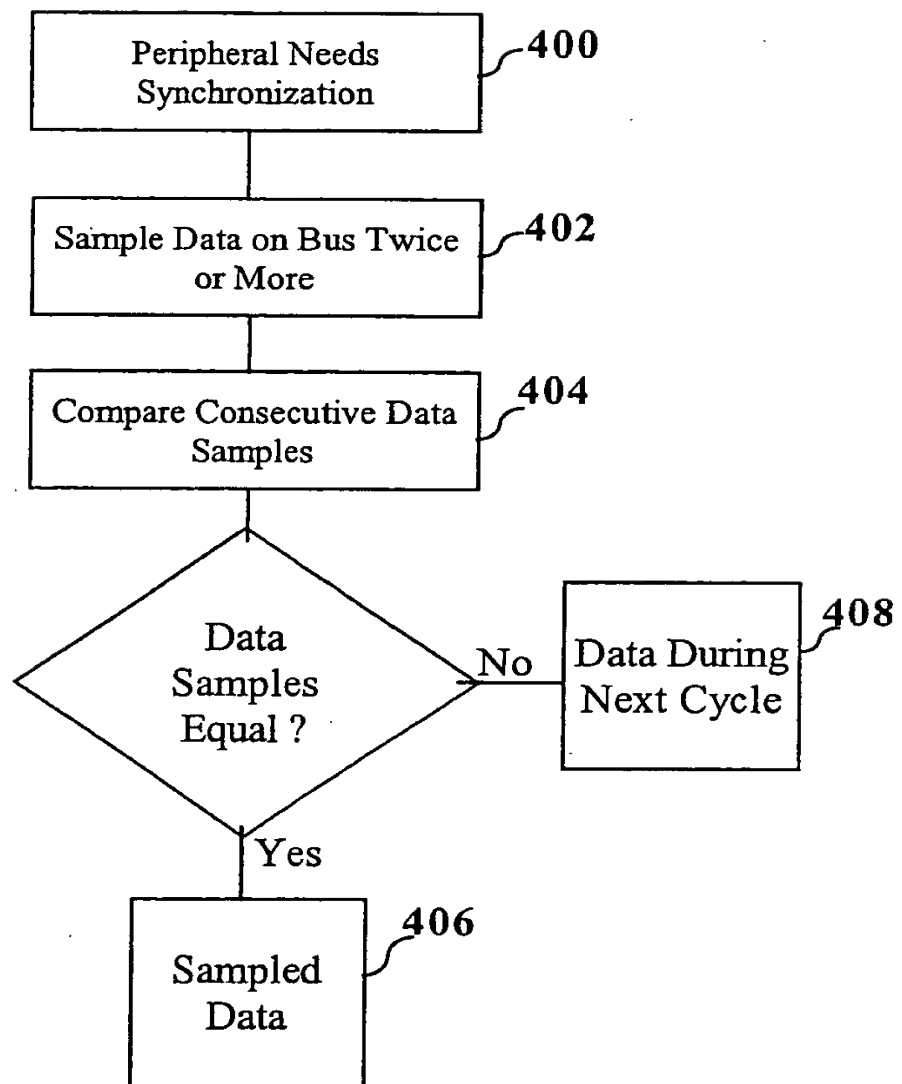 Peripheral Needs
Synchronization
400
Sample Data on Bus Twice
or More
402
Compare Consecutive Data
Samples
404
Data
Samples
Equal ?
No
Data During
Next Cycle
408
Yes
Sampled
Data
406